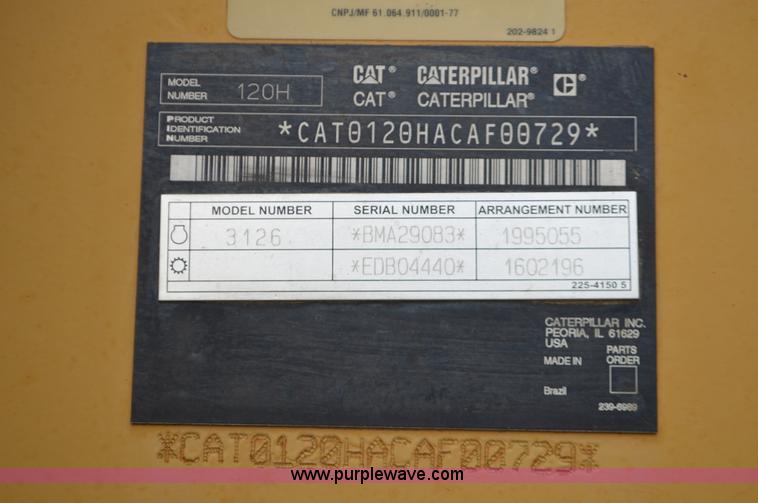 CNPJ/MF 61.064.911/0001-77
202-9824 1
MODEL NUMBER 120H
CAT® CATERPILLAR® C®
CAT® CATERPILLAR®
PRODUCT IDENTIFICATION NUMBER *CAT0120HACAF00729*
MODEL NUMBER SERIAL NUMBER ARRANGEMENT NUMBER
3126 *BMA29083* 1995055
*EDB04440* 1602196
225-4150 5
CATERPILLAR INC.
PEORIA, IL 61629
USA
MADE IN PARTS ORDER
Brazil
239-6969
*CAT0120HACAF00729*
www.purplewave.com